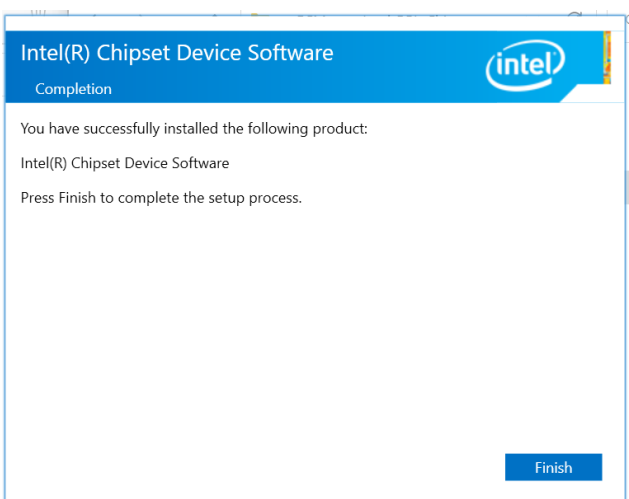 Intel(R) Chipset Device Software
intel
Completion
You have successfully installed the following product:
Intel(R) Chipset Device Software
Press Finish to complete the setup process.
Finish